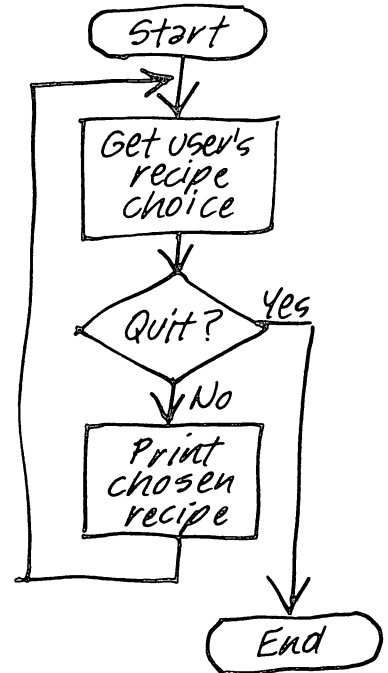 Start
Get user's
recipe
choice
Quit?
Yes
No
Print
chosen
recipe
End